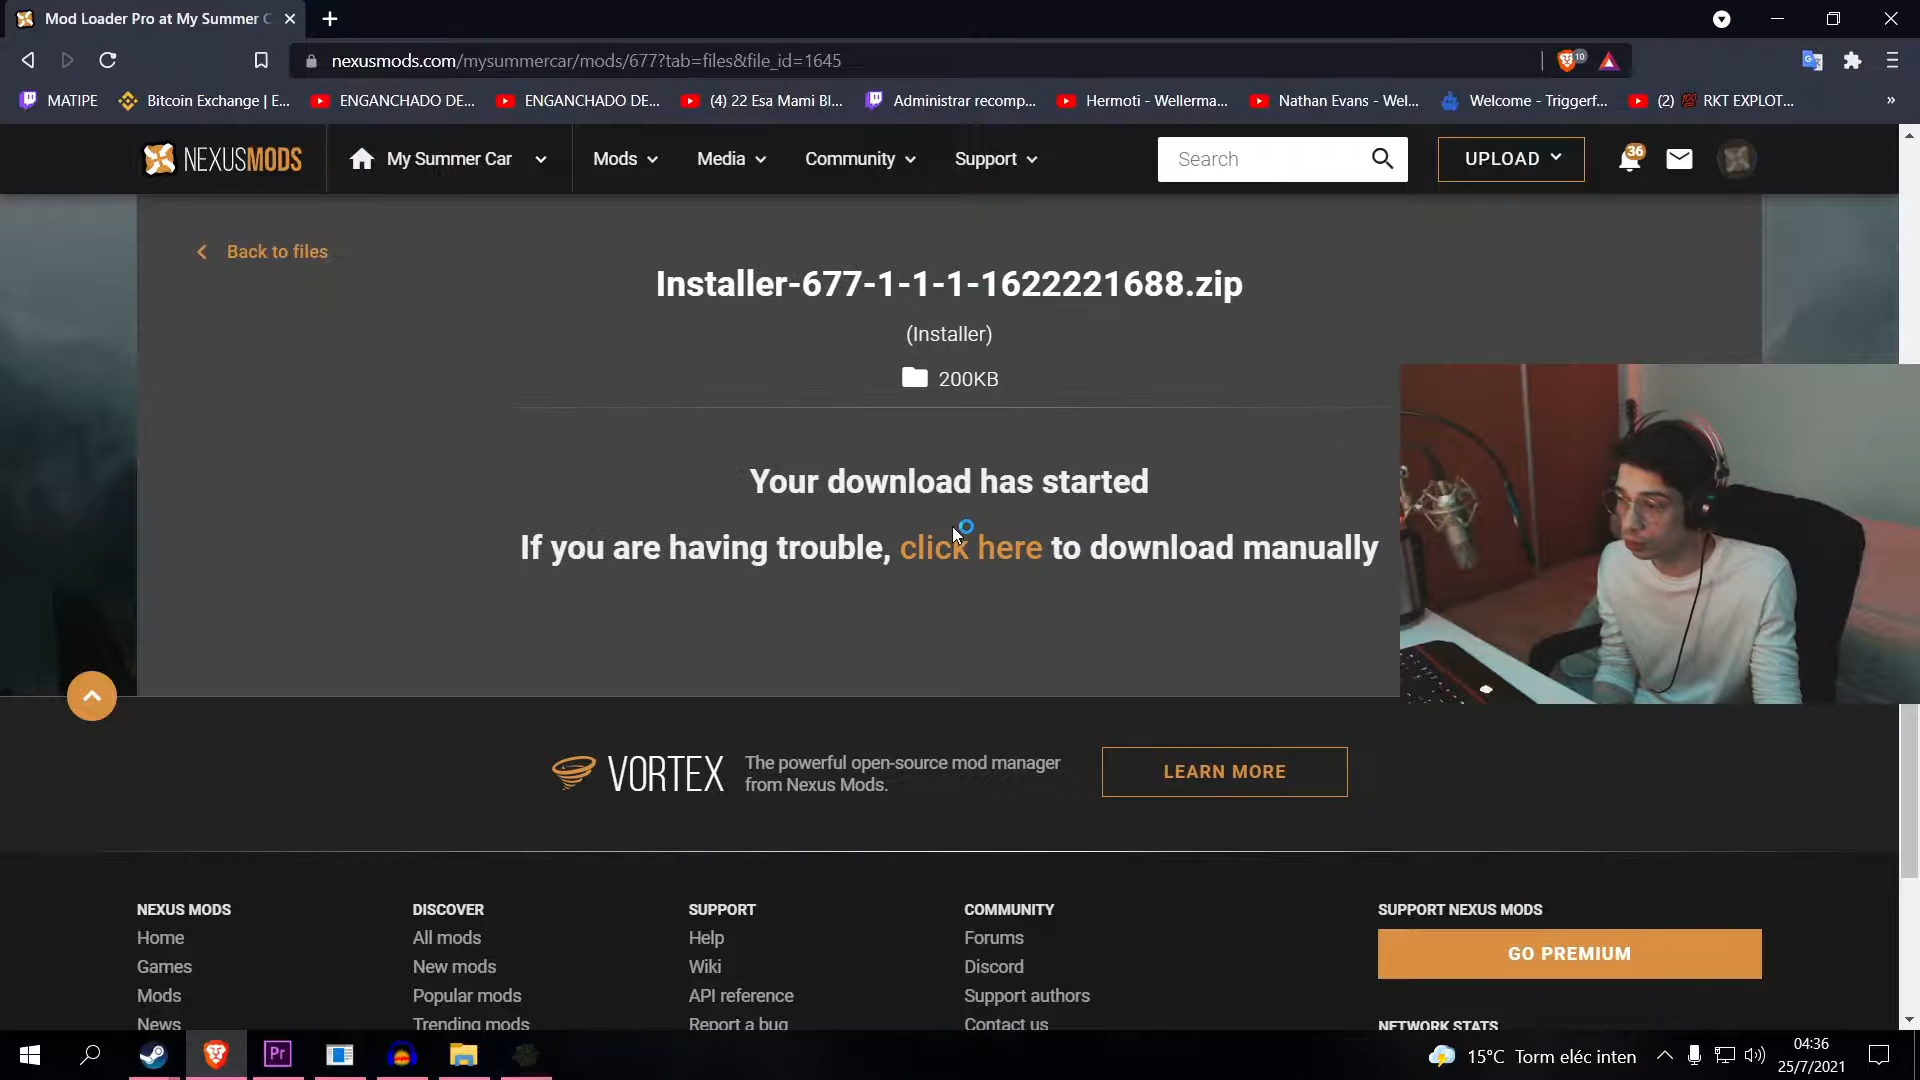 Mod Loader Pro at My Summer C
nexusmods.com/mysummercar/mods/677?tab=files&file_id=1645
10
MATIPE
Bitcoin Exchange | E...
ENGANCHADO DE...
ENGANCHADO DE...
(4) 22 Esa Mami Bl...
Administrar recomp...
Hermoti - Wellerma...
Nathan Evans - Wel...
Welcome - Triggerf...
(2) 💯 RKT EXPLOT...
»
NEXUSMODS
My Summer Car
Mods
Media
Community
Support
Search
UPLOAD
36
Back to files
Installer-677-1-1-1-1622221688.zip
(Installer)
200KB
Your download has started
If you are having trouble, click here to download manually
VORTEX
The powerful open-source mod manager
from Nexus Mods.
LEARN MORE
NEXUS MODS
DISCOVER
SUPPORT
COMMUNITY
SUPPORT NEXUS MODS
Home
All mods
Help
Forums
GO PREMIUM
Games
New mods
Wiki
Discord
Mods
Popular mods
API reference
Support authors
News
Trending mods
Report a bug
Contact us
NETWORK STATS
Pr
15°C Torm eléc inten
04:36
25/7/2021